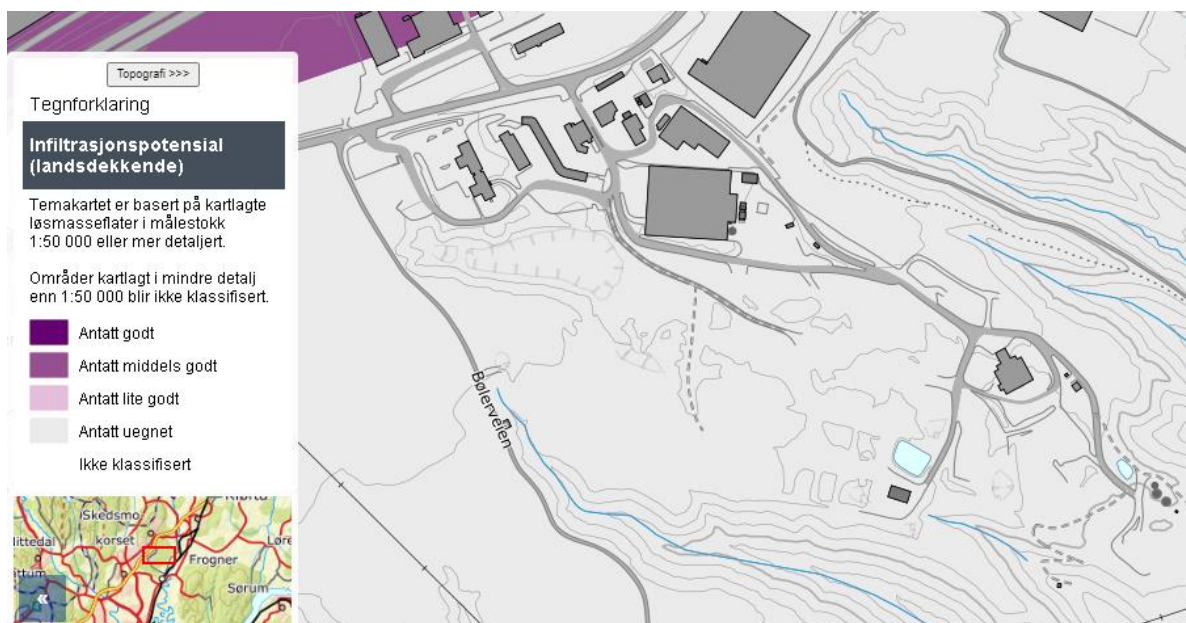 Topografi >>>
Tegnforklaring
Infiltrasjonspotensial
(landsdekkende)
Temakartet er basert på kartlagte
løsmasseflater i målestokk
1:50 000 eller mer detaljert.
Områder kartlagt i mindre detalj
enn 1:50 000 blir ikke klassifisert.
Antatt godt
Antatt middels godt
Antatt lite godt
Antatt uegnet
Ikke klassifisert
Bølerveien
Skedsmo
korset
Frogner
Sørum
«